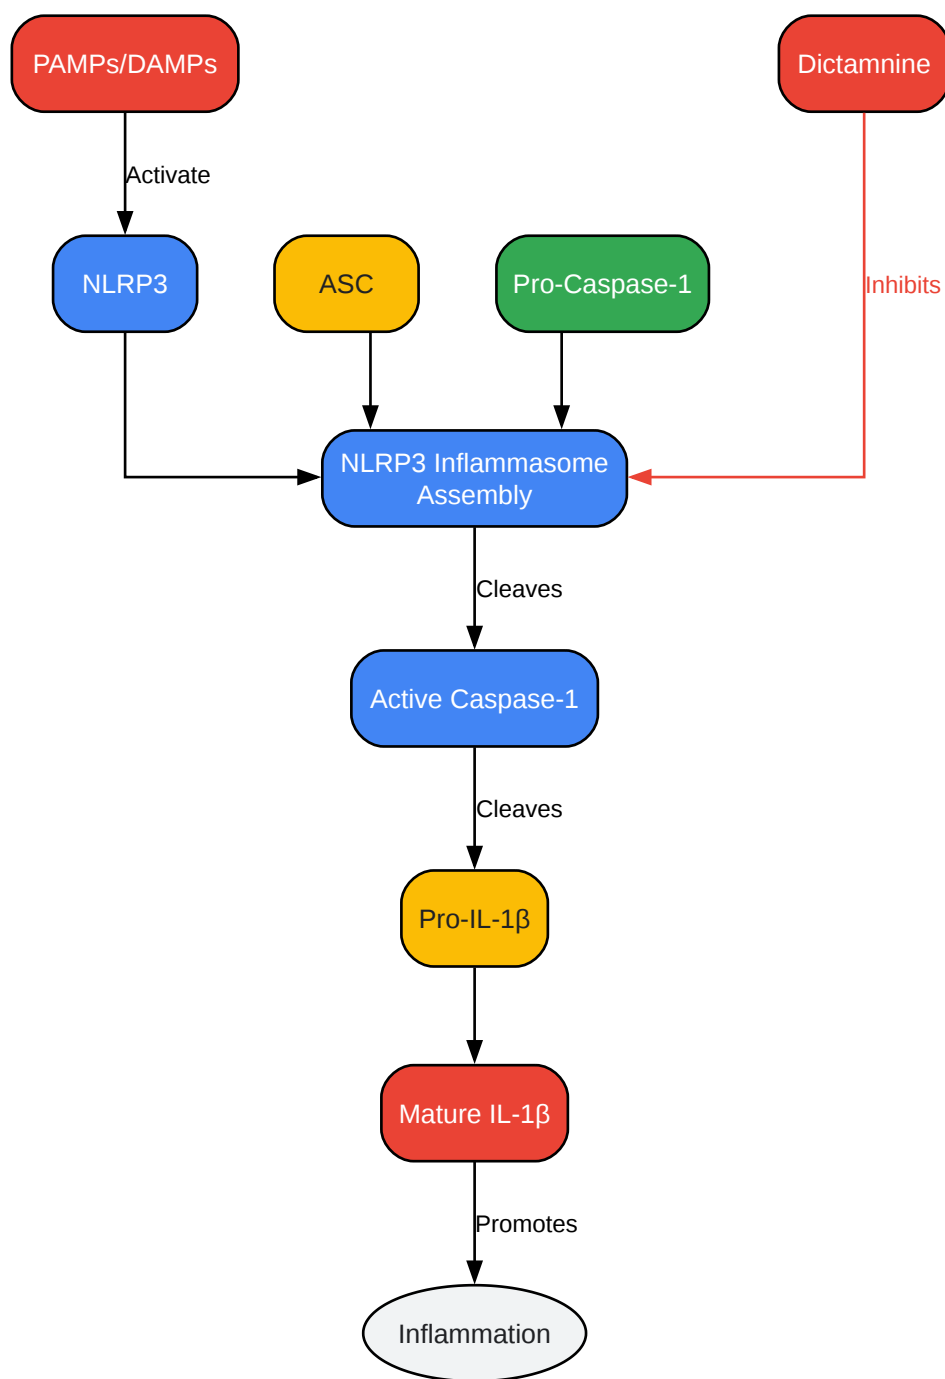 PAMPs/DAMPs
Dictamnine
Activate
NLRP3
ASC
Pro-Caspase-1
Inhibits
NLRP3 Inflammasome
Assembly
Cleaves
Active Caspase-1
Cleaves
Pro-IL-1β
Mature IL-1β
Promotes
Inflammation